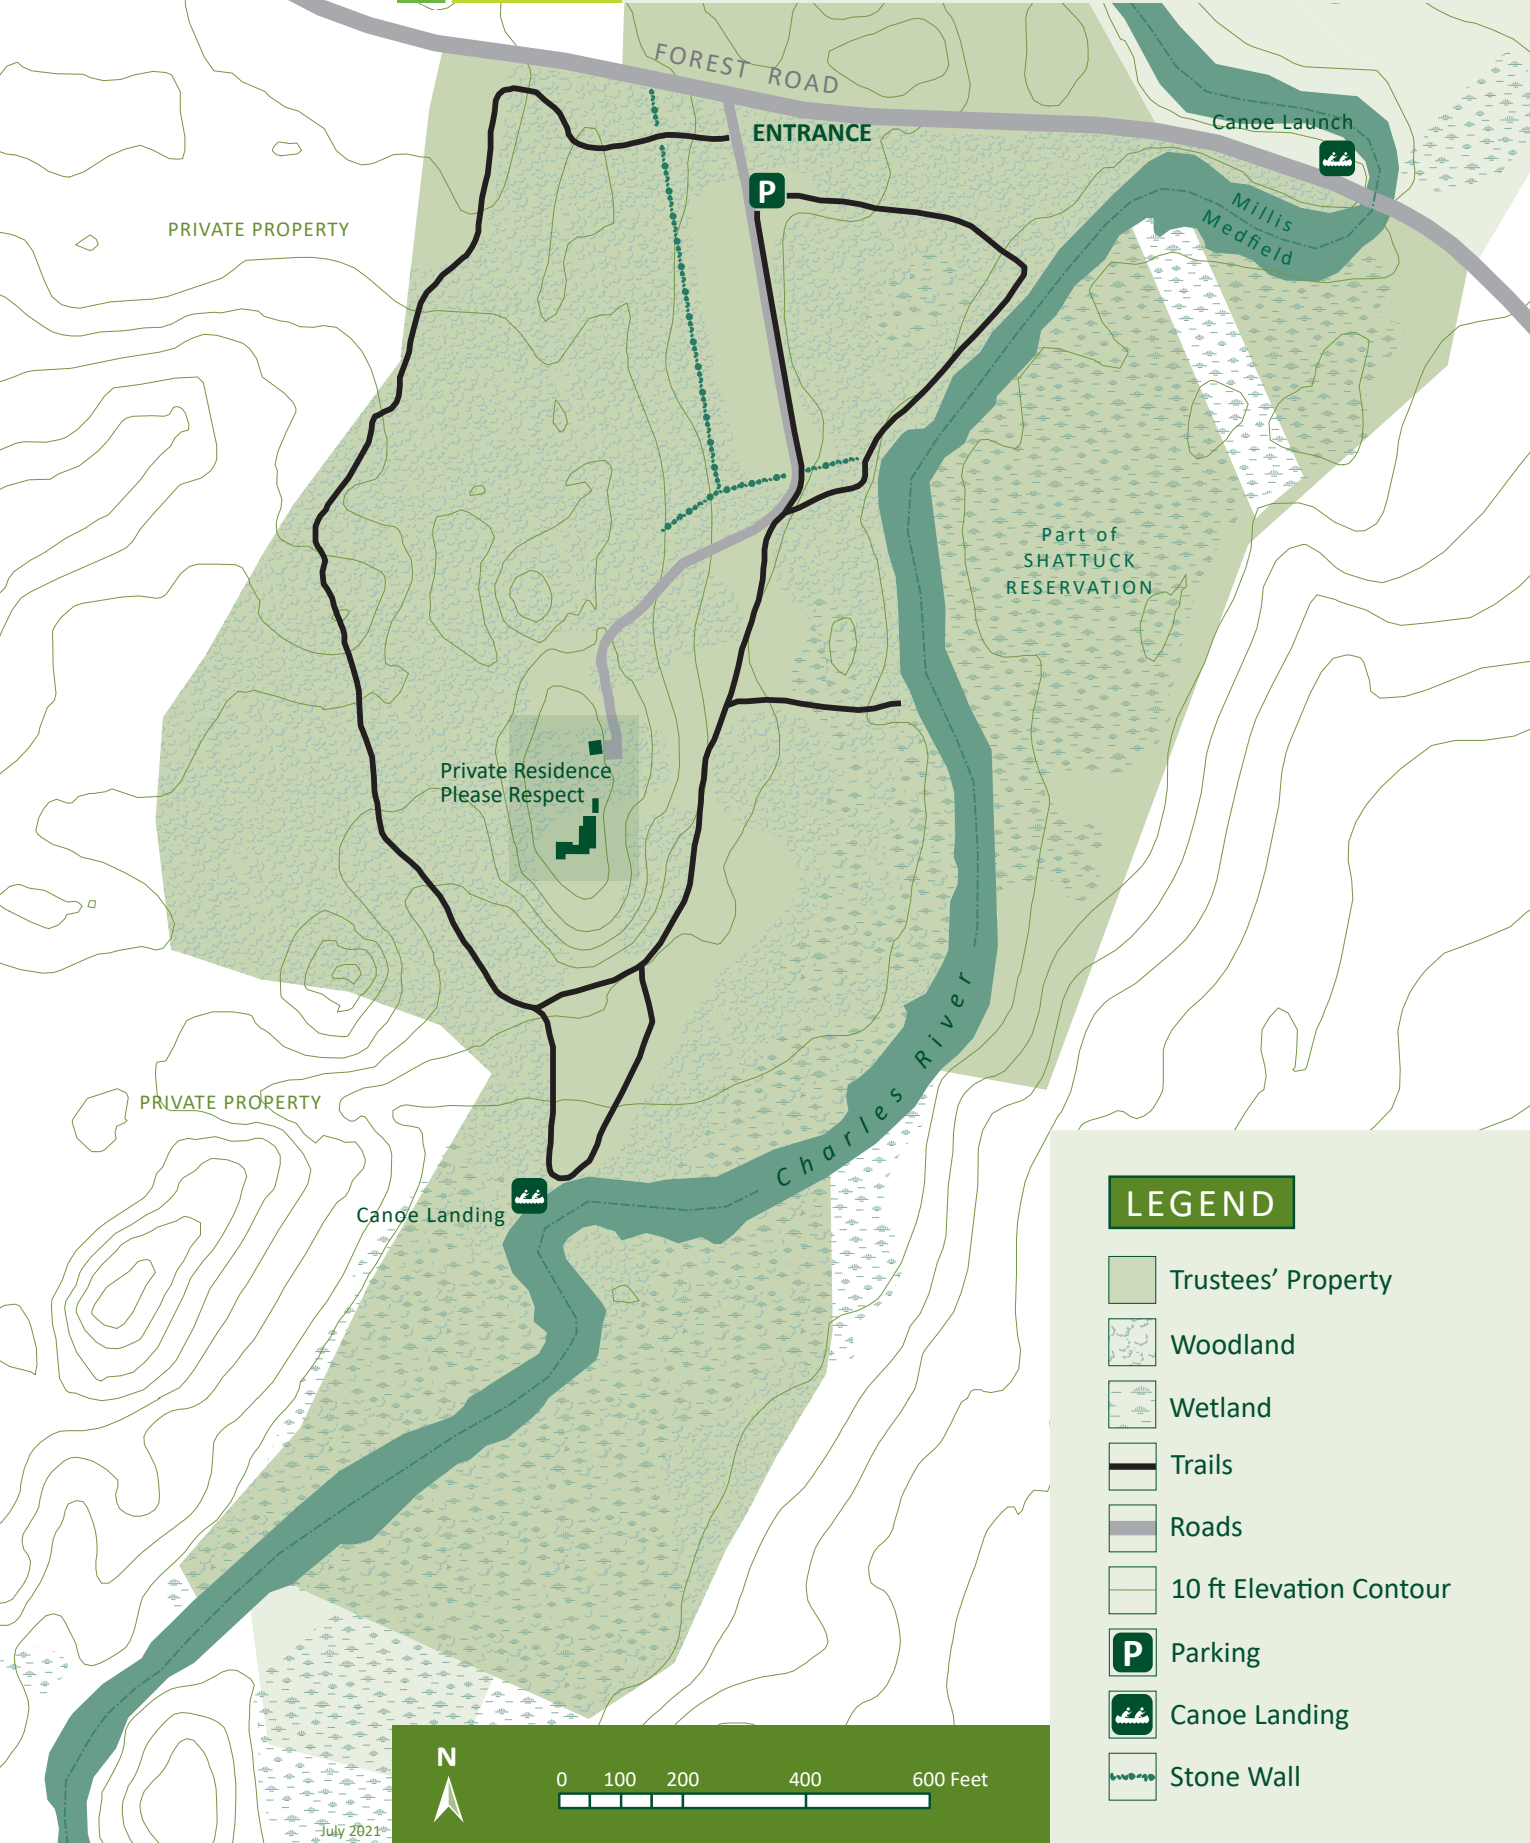 FOREST ROAD
ENTRANCE
P
Canoe Launch
Millis
Medfield
PRIVATE PROPERTY
Part of
SHATTUCK
RESERVATION
Private Residence
Please Respect
Charles River
PRIVATE PROPERTY
Canoe Landing
LEGEND
Trustees’ Property
Woodland
Wetland
Trails
Roads
10 ft Elevation Contour
P Parking
Canoe Landing
Stone Wall
N
0 100 200 400 600 Feet
July 2021